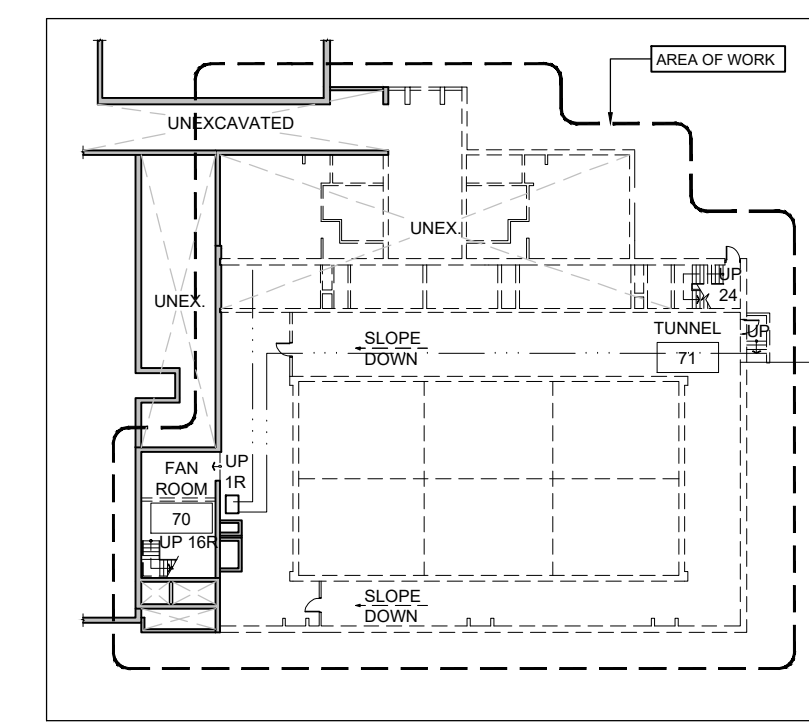 AREA OF WORK
UNEXCAVATED
UNEX.
UNEX.
UP
24
TUNNEL
UP
71
SLOPE
DOWN
FAN
ROOM
UP
1R
70
UP 16R
SLOPE
DOWN